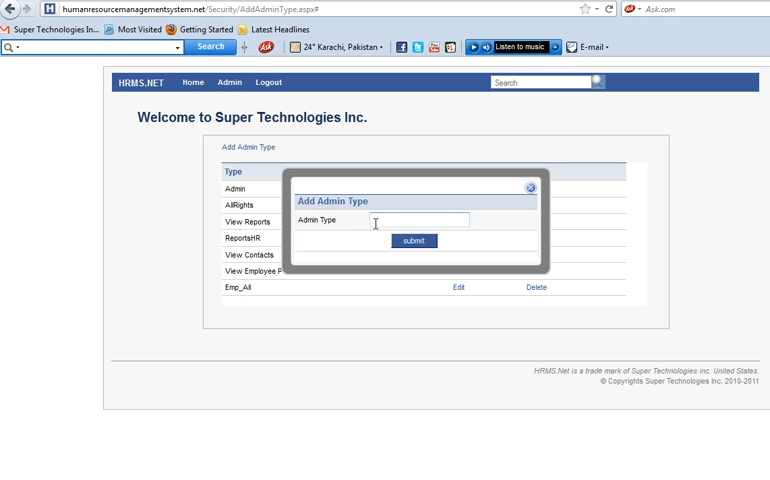 humanresourcemanagementsystem.net/Security/AddAdminType.aspx#
Ask.com
Super Technologies In...
Most Visited
Getting Started
Latest Headlines
Search
Ask
24° Karachi, Pakistan
Listen to music
E-mail
HRMS.NET
Home
Admin
Logout
Search
Welcome to Super Technologies Inc.
Add Admin Type
Type
Admin
AllRights
View Reports
ReportsHR
View Contacts
View Employee P
Emp_All
Edit
Delete
Add Admin Type
Admin Type
submit
HRMS.Net is a trade mark of Super Technologies inc. United States.
© Copyrights Super Technologies Inc. 2010-2011